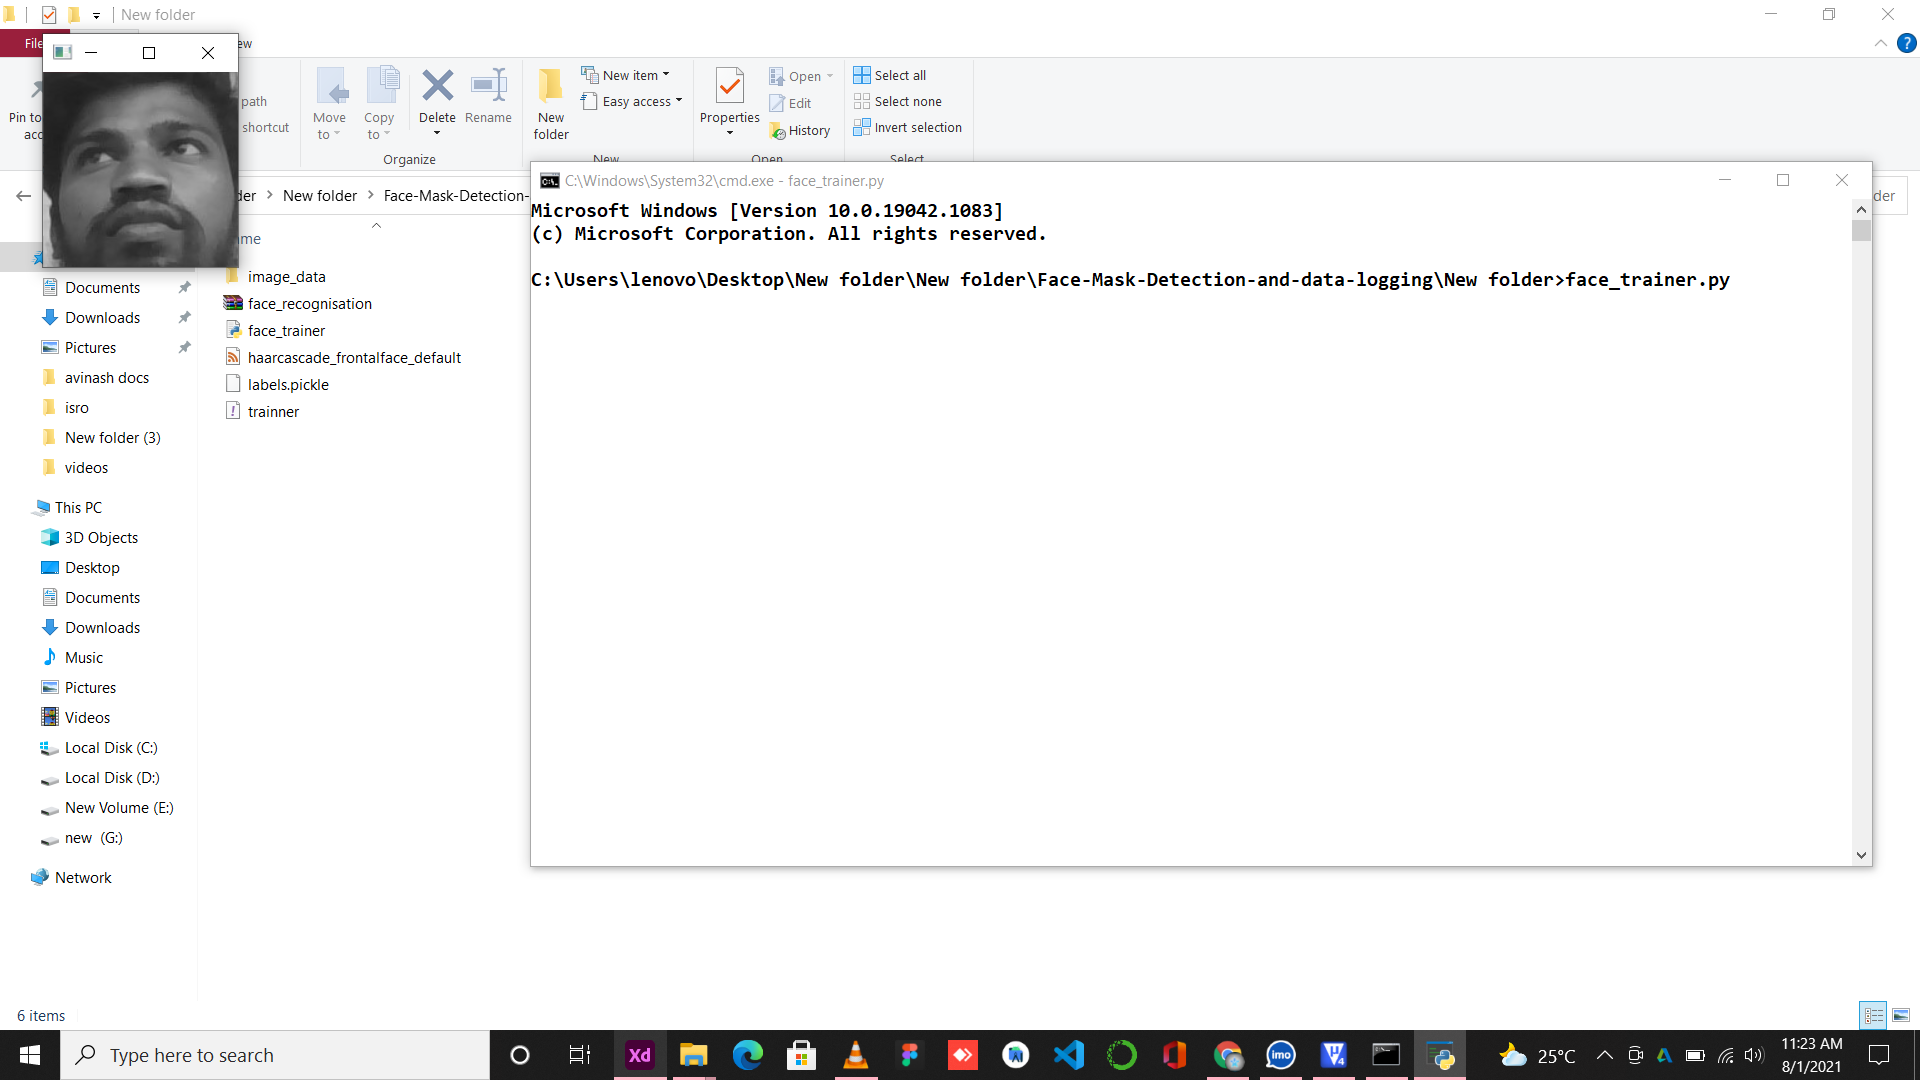 New folder
File
ew
Pin to
acc
path
shortcut
Move
to
Copy
to
Delete
Rename
Organize
New
folder
New item
Easy access
New
Properties
Open
Edit
History
Open
Select all
Select none
Invert selection
Select
der
New folder
Face-Mask-Detection-
der
me
image_data
face_recognisation
face_trainer
haarcascade_frontalface_default
labels.pickle
trainner
Documents
Downloads
Pictures
avinash docs
isro
New folder (3)
videos
This PC
3D Objects
Desktop
Documents
Downloads
Music
Pictures
Videos
Local Disk (C:)
Local Disk (D:)
New Volume (E:)
new (G:)
Network
6 items
C:\Windows\System32\cmd.exe - face_trainer.py
Microsoft Windows [Version 10.0.19042.1083]
(c) Microsoft Corporation. All rights reserved.
C:\Users\lenovo\Desktop\New folder\New folder\Face-Mask-Detection-and-data-logging\New folder>face_trainer.py
Type here to search
Xd
imo
25°C
11:23 AM
8/1/2021